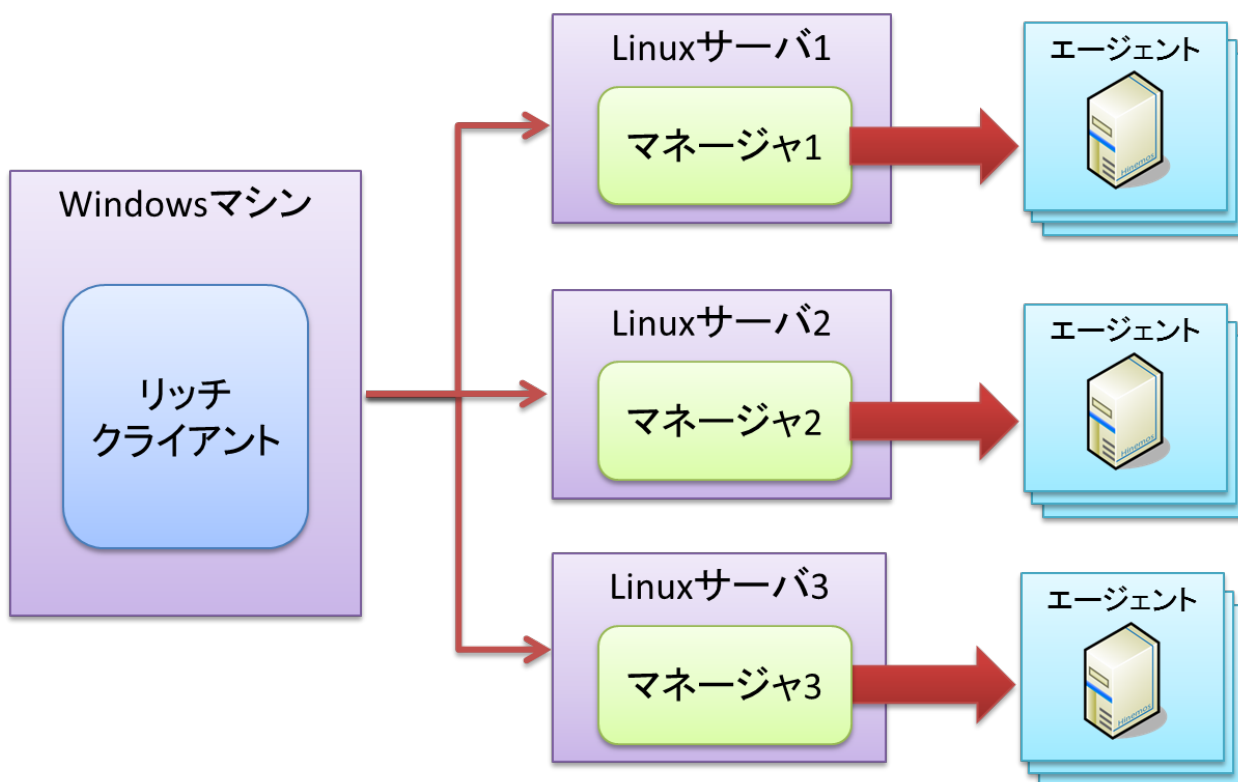 Windowsマシン
リッチ
クライアント
Linuxサーバ1
マネージャ1
エージェント
Hinemos
Linuxサーバ2
マネージャ2
エージェント
Hinemos
Linuxサーバ3
マネージャ3
エージェント
Hinemos